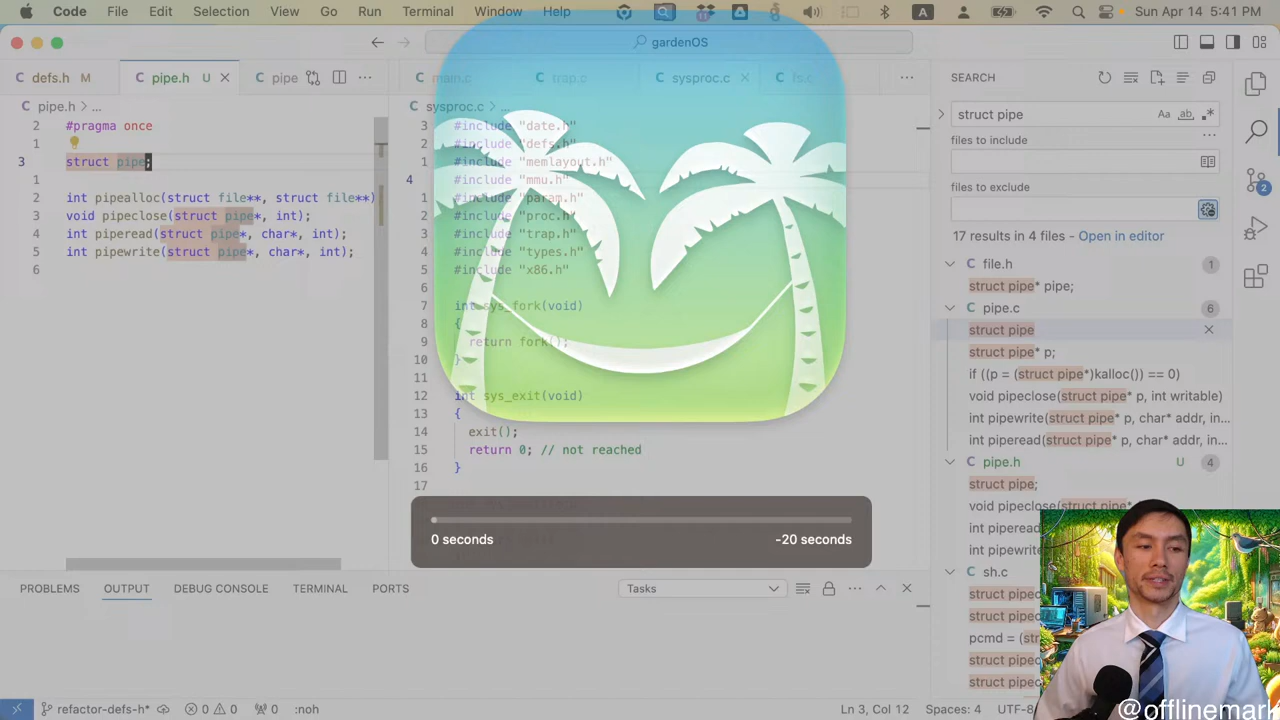 Code File Edit Selection View Go Run Terminal Window Help A Sun Apr 14 5:41 PM
gardenOS
defs.h M pipe.h U pipe
main.c trap.c sysproc.c fs.c
pipe.h > ...
2 #pragma once
1
3 struct pipe;
1
2 int pipealloc(struct file**, struct file**)
3 void pipeclose(struct pipe*, int);
4 int piperead(struct pipe*, char*, int);
5 int pipewrite(struct pipe*, char*, int);
6
sysproc.c > ...
3 #include "date.h"
2 #include "defs.h"
1 #include "memlayout.h"
4 #include "mmu.h"
1 #include "param.h"
2 #include "proc.h"
3 #include "trap.h"
4 #include "types.h"
5 #include "x86.h"
6
7 int sys_fork(void)
8 {
9 return fork();
10 }
11
12 int sys_exit(void)
13 {
14 exit();
15 return 0; // not reached
16 }
17
0 seconds -20 seconds
SEARCH
struct pipe Aa ab
files to include
files to exclude
17 results in 4 files - Open in editor
file.h 1
struct pipe* pipe;
pipe.c 6
struct pipe
struct pipe* p;
if ((p = (struct pipe*)kalloc()) == 0)
void pipeclose(struct pipe* p, int writable)
int pipewrite(struct pipe* p, char* addr, in...
int piperead(struct pipe* p, char* addr, in...
pipe.h U 4
struct pipe;
void pipeclose(struct pipe*, int);
int piperead
int pipewrite
sh.c
struct pipec
struct pipec
pcmd = (str
struct pipec
struct pipec
2
PROBLEMS OUTPUT DEBUG CONSOLE TERMINAL PORTS Tasks
refactor-defs-h* 0 0 0 :noh Ln 3, Col 12 Spaces: 4 UTF-8
@offlinemark